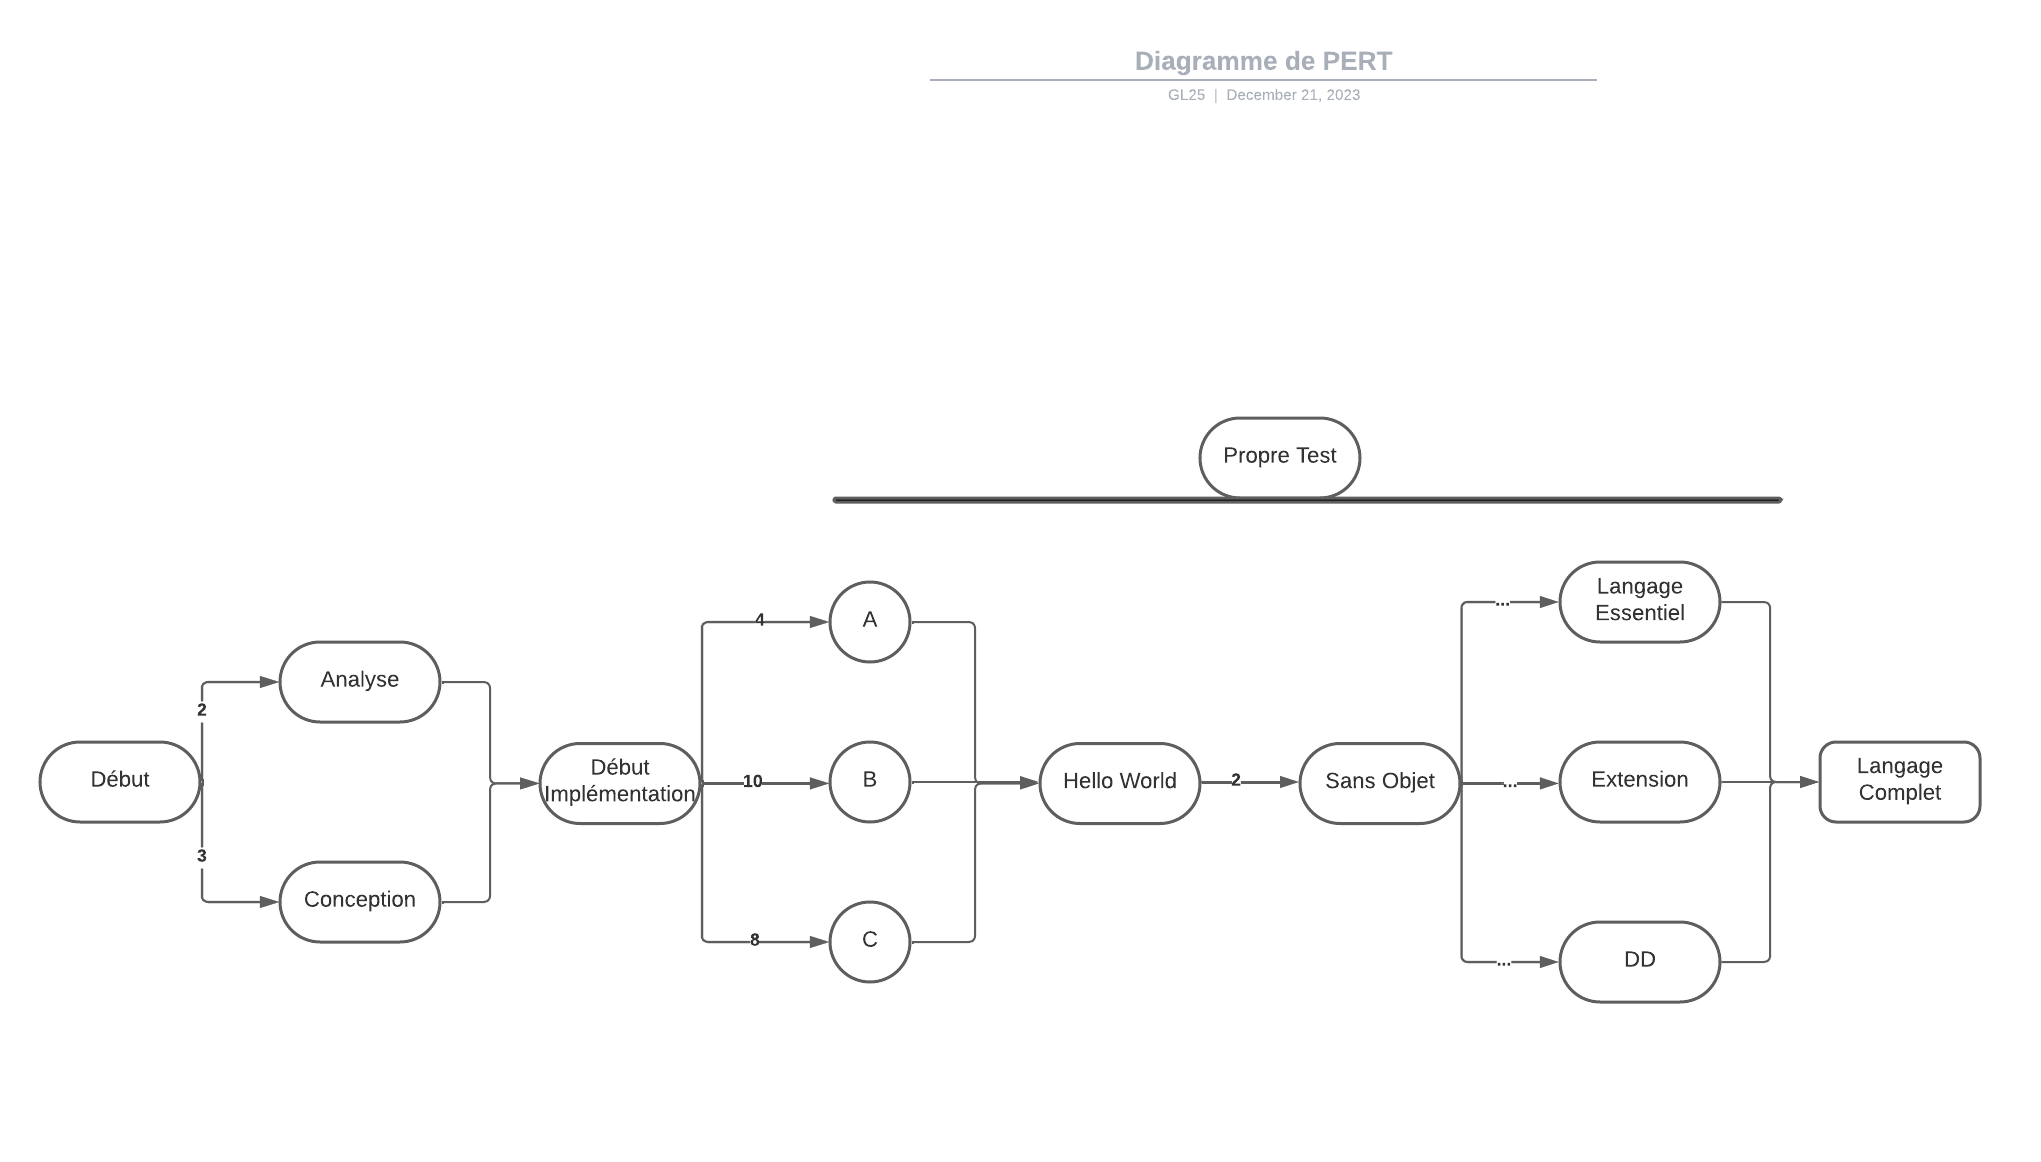 Diagramme de PERT
GL25 | December 21, 2023
Propre Test
Langage
Essentiel
...
4
A
Analyse
2
Début
Début
Implémentation
10
B
Hello World
2
Sans Objet
...
Extension
Langage
Complet
3
Conception
8
C
...
DD